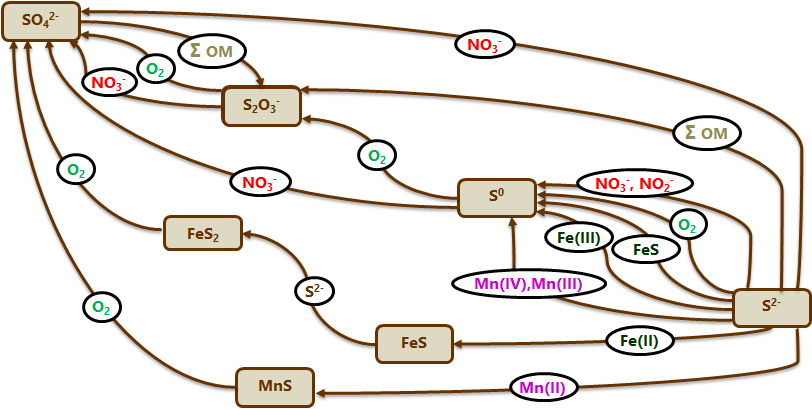 SO₄²⁻
NO₃⁻
Σ OM
O₂
NO₃⁻
S₂O₃⁻
Σ OM
O₂
NO₃⁻
NO₃⁻, NO₂⁻
S⁰
O₂
O₂
FeS₂
Fe(III)
FeS
S²⁻
Mn(IV),Mn(III)
O₂
S²⁻
FeS
Fe(II)
MnS
Mn(II)